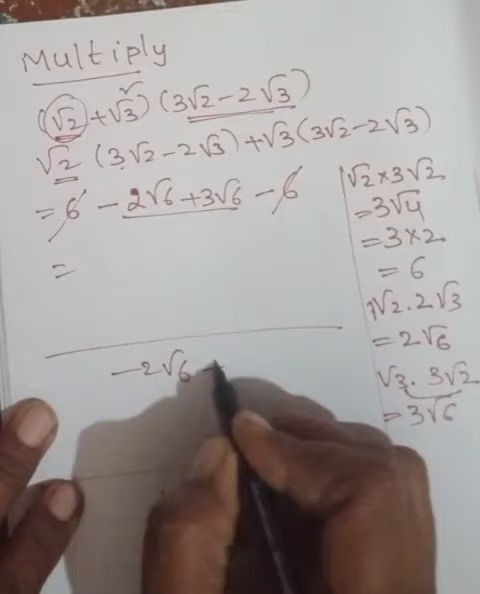 Multiply
(√2 + √3) (3√2 − 2√3)
√2 (3√2 − 2√3) + √3 (3√2 − 2√3)
= 6 − 2√6 + 3√6 − 6
=
−2√6
√2 × 3√2
= 3√4
= 3 × 2
= 6
1√2 . 2√3
= 2√6
√3 . 3√2
= 3√6